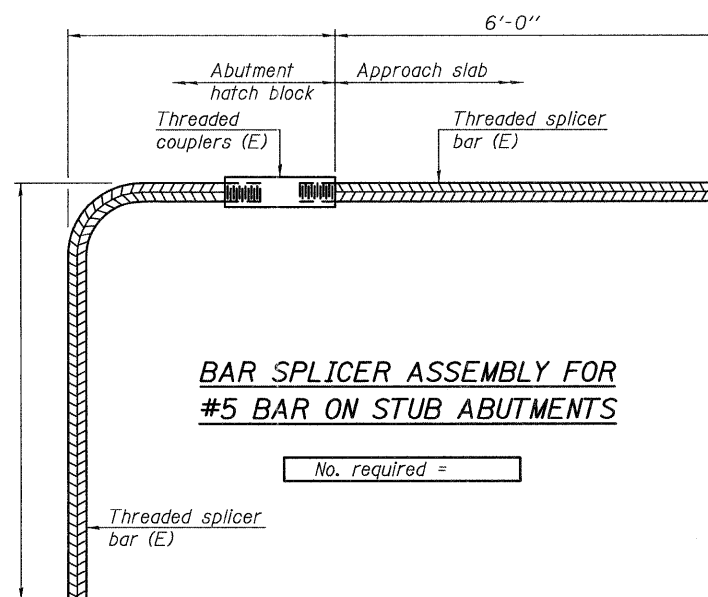 6'-0''
Abutment
hatch block
Approach slab
Threaded
couplers (E)
Threaded splicer
bar (E)
BAR SPLICER ASSEMBLY FOR
#5 BAR ON STUB ABUTMENTS
No. required =
Threaded splicer
bar (E)